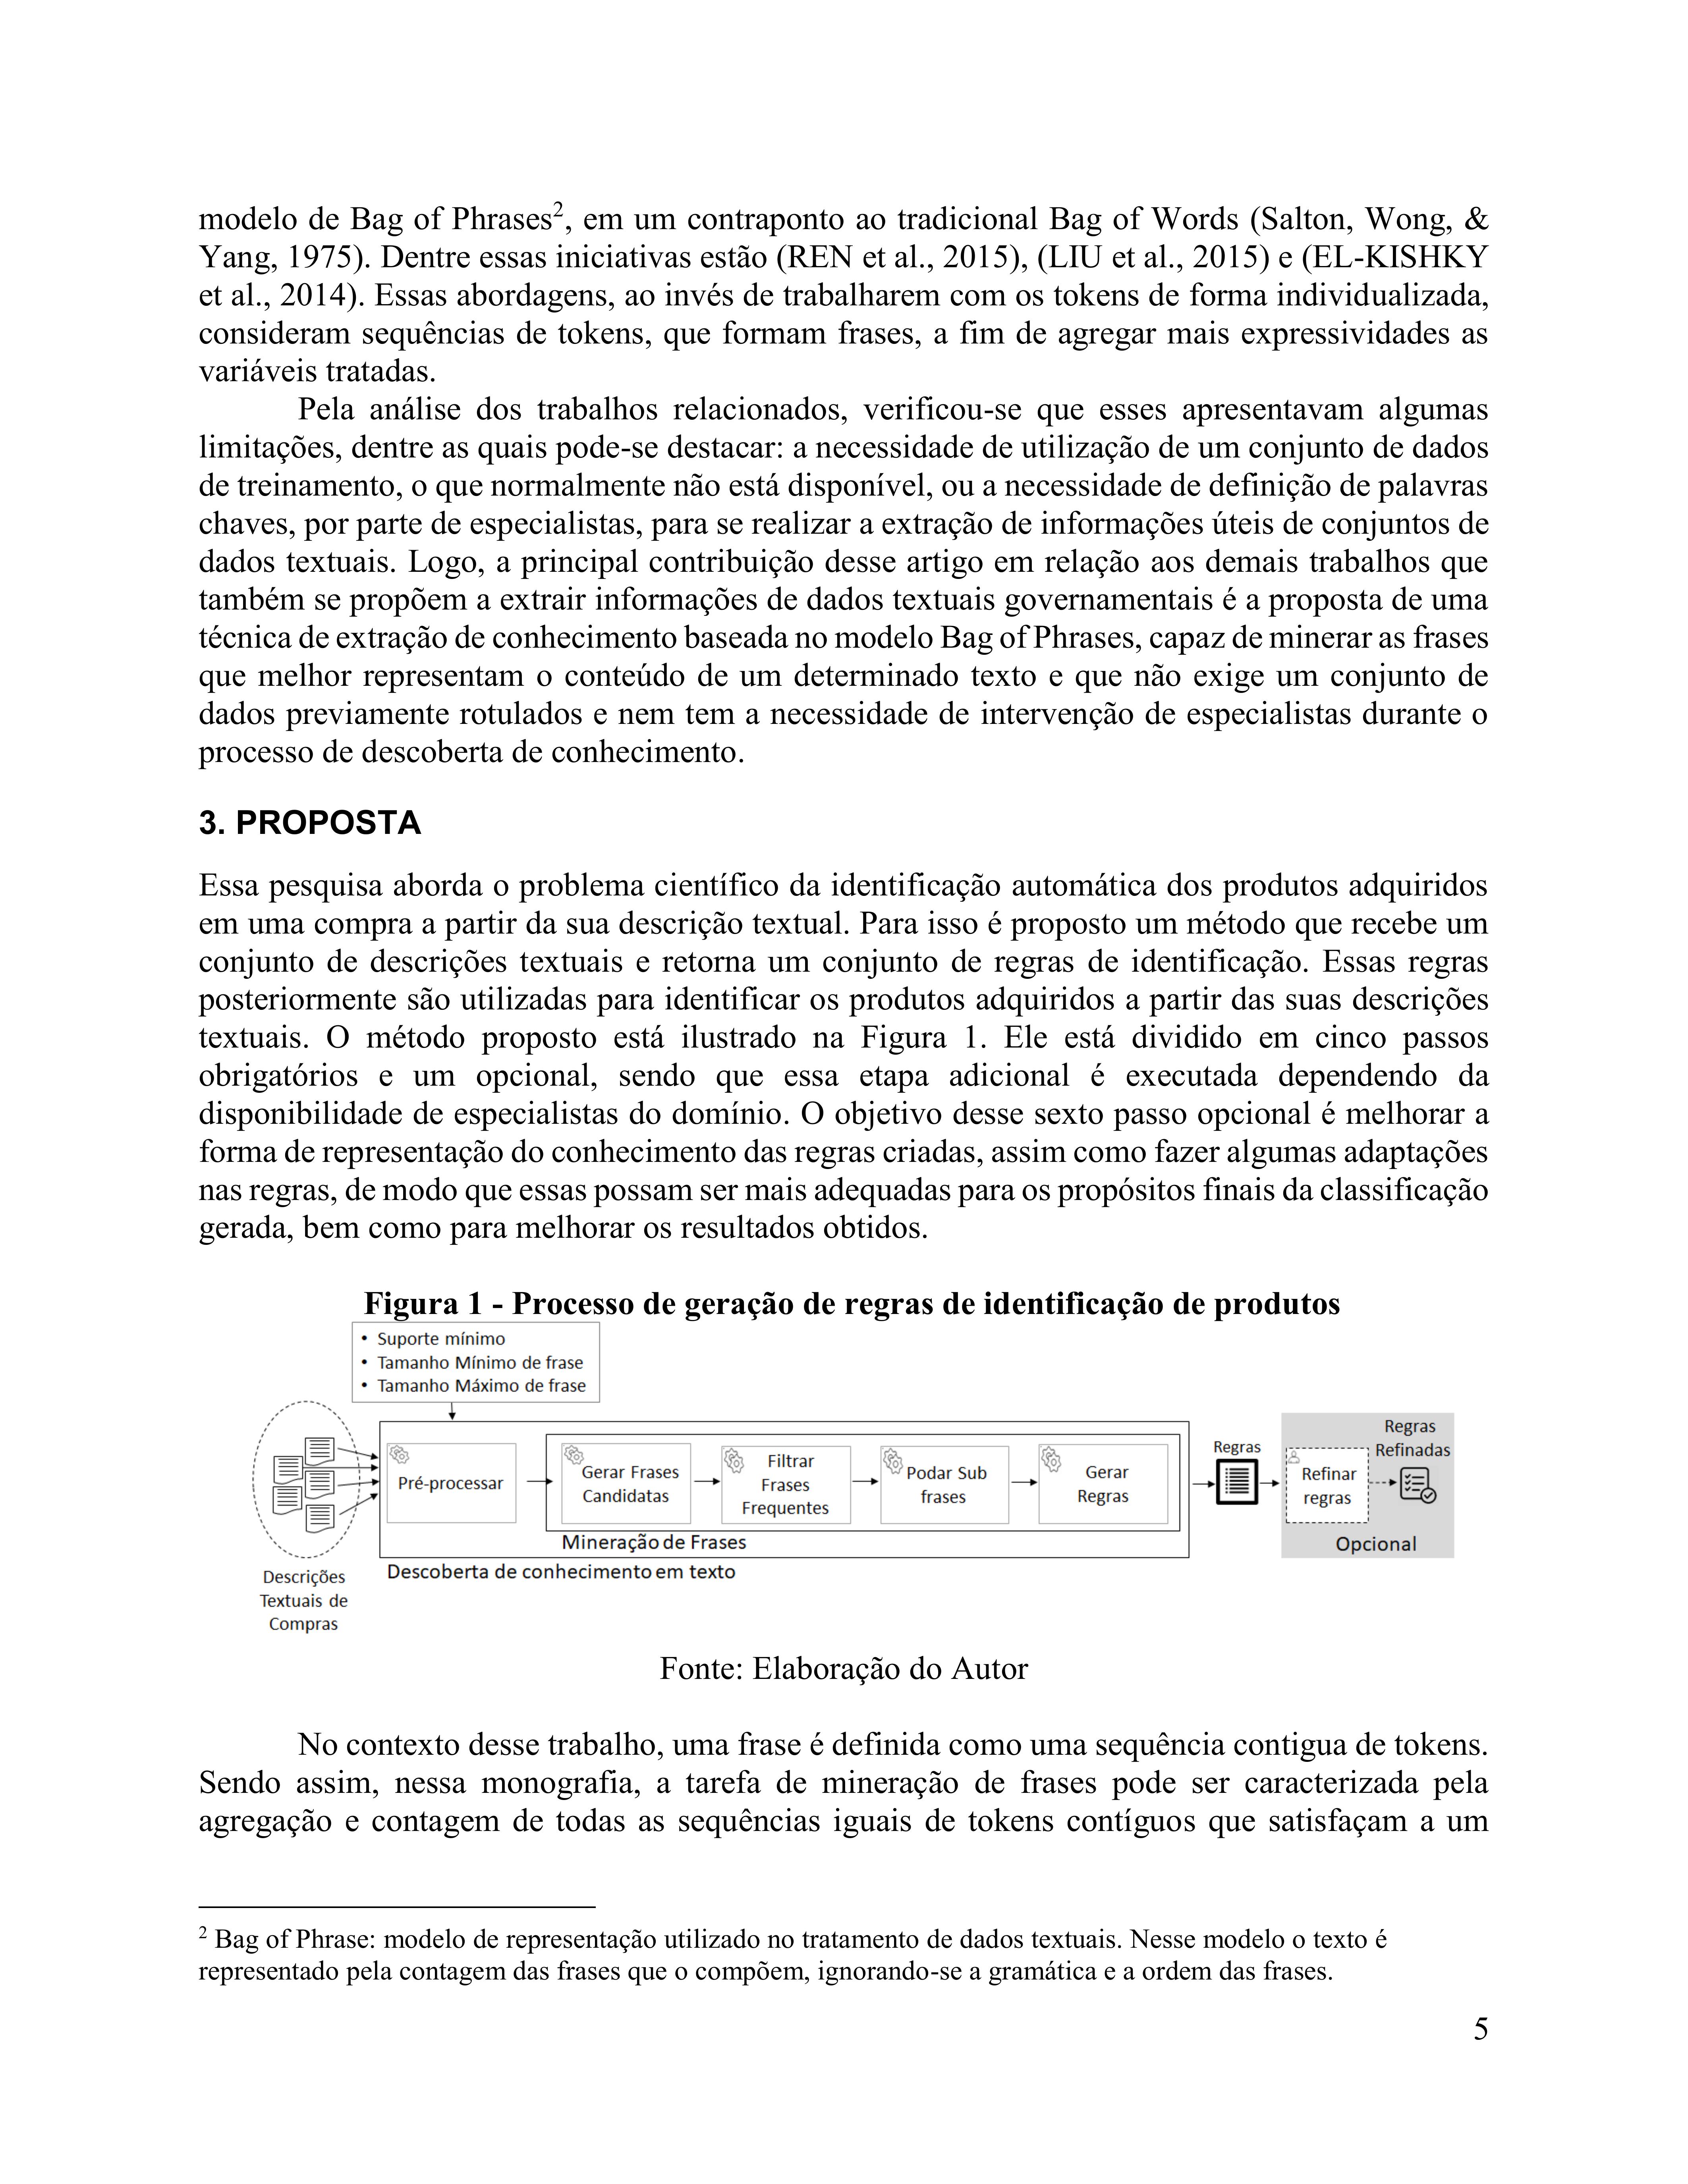 modelo de Bag of Phrases², em um contraponto ao tradicional Bag of Words (Salton, Wong, &
Yang, 1975). Dentre essas iniciativas estão (REN et al., 2015), (LIU et al., 2015) e (EL-KISHKY
et al., 2014). Essas abordagens, ao invés de trabalharem com os tokens de forma individualizada,
consideram sequências de tokens, que formam frases, a fim de agregar mais expressividades as
variáveis tratadas.
Pela análise dos trabalhos relacionados, verificou-se que esses apresentavam algumas
limitações, dentre as quais pode-se destacar: a necessidade de utilização de um conjunto de dados
de treinamento, o que normalmente não está disponível, ou a necessidade de definição de palavras
chaves, por parte de especialistas, para se realizar a extração de informações úteis de conjuntos de
dados textuais. Logo, a principal contribuição desse artigo em relação aos demais trabalhos que
também se propõem a extrair informações de dados textuais governamentais é a proposta de uma
técnica de extração de conhecimento baseada no modelo Bag of Phrases, capaz de minerar as frases
que melhor representam o conteúdo de um determinado texto e que não exige um conjunto de
dados previamente rotulados e nem tem a necessidade de intervenção de especialistas durante o
processo de descoberta de conhecimento.
3. PROPOSTA
Essa pesquisa aborda o problema científico da identificação automática dos produtos adquiridos
em uma compra a partir da sua descrição textual. Para isso é proposto um método que recebe um
conjunto de descrições textuais e retorna um conjunto de regras de identificação. Essas regras
posteriormente são utilizadas para identificar os produtos adquiridos a partir das suas descrições
textuais. O método proposto está ilustrado na Figura 1. Ele está dividido em cinco passos
obrigatórios e um opcional, sendo que essa etapa adicional é executada dependendo da
disponibilidade de especialistas do domínio. O objetivo desse sexto passo opcional é melhorar a
forma de representação do conhecimento das regras criadas, assim como fazer algumas adaptações
nas regras, de modo que essas possam ser mais adequadas para os propósitos finais da classificação
gerada, bem como para melhorar os resultados obtidos.
Figura 1 - Processo de geração de regras de identificação de produtos
• Suporte mínimo
• Tamanho Mínimo de frase
• Tamanho Máximo de frase
Descrições
Textuais de
Compras
Pré-processar
Gerar Frases
Candidatas
Filtrar
Frases
Frequentes
Podar Sub
frases
Gerar
Regras
Mineração de Frases
Descoberta de conhecimento em texto
Regras
Refinar
regras
Regras
Refinadas
Opcional
Fonte: Elaboração do Autor
No contexto desse trabalho, uma frase é definida como uma sequência contigua de tokens.
Sendo assim, nessa monografia, a tarefa de mineração de frases pode ser caracterizada pela
agregação e contagem de todas as sequências iguais de tokens contíguos que satisfaçam a um
² Bag of Phrase: modelo de representação utilizado no tratamento de dados textuais. Nesse modelo o texto é
representado pela contagem das frases que o compõem, ignorando-se a gramática e a ordem das frases.
5